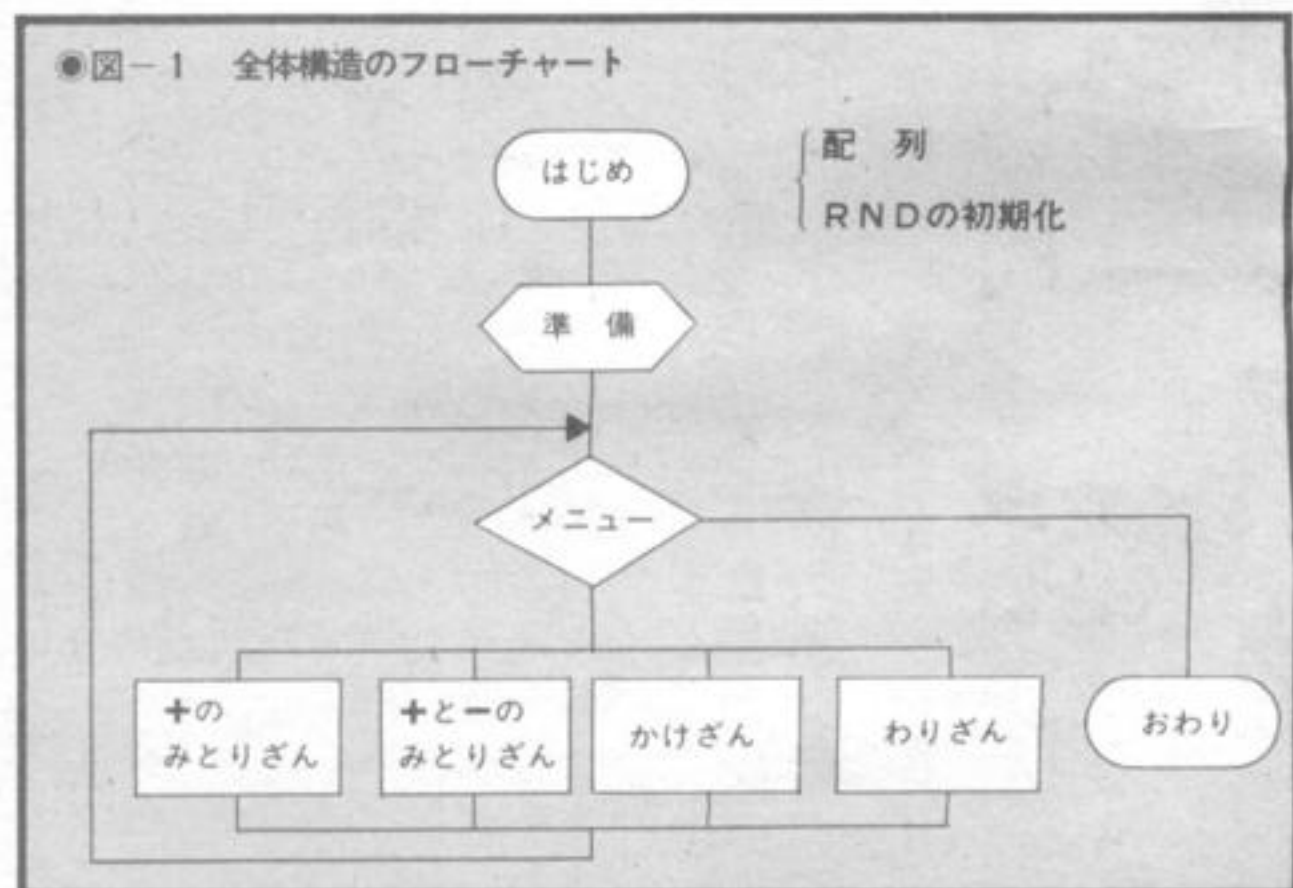 ●図－1 全体構造のフローチャート
はじめ
配 列
RNDの初期化
準 備
メニュー
＋の
みとりざん
＋とーの
みとりざん
かけざん
わりざん
おわり